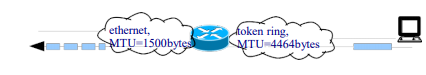 ethernet,
MTU=1500bytes
token ring,
MTU=4464bytes